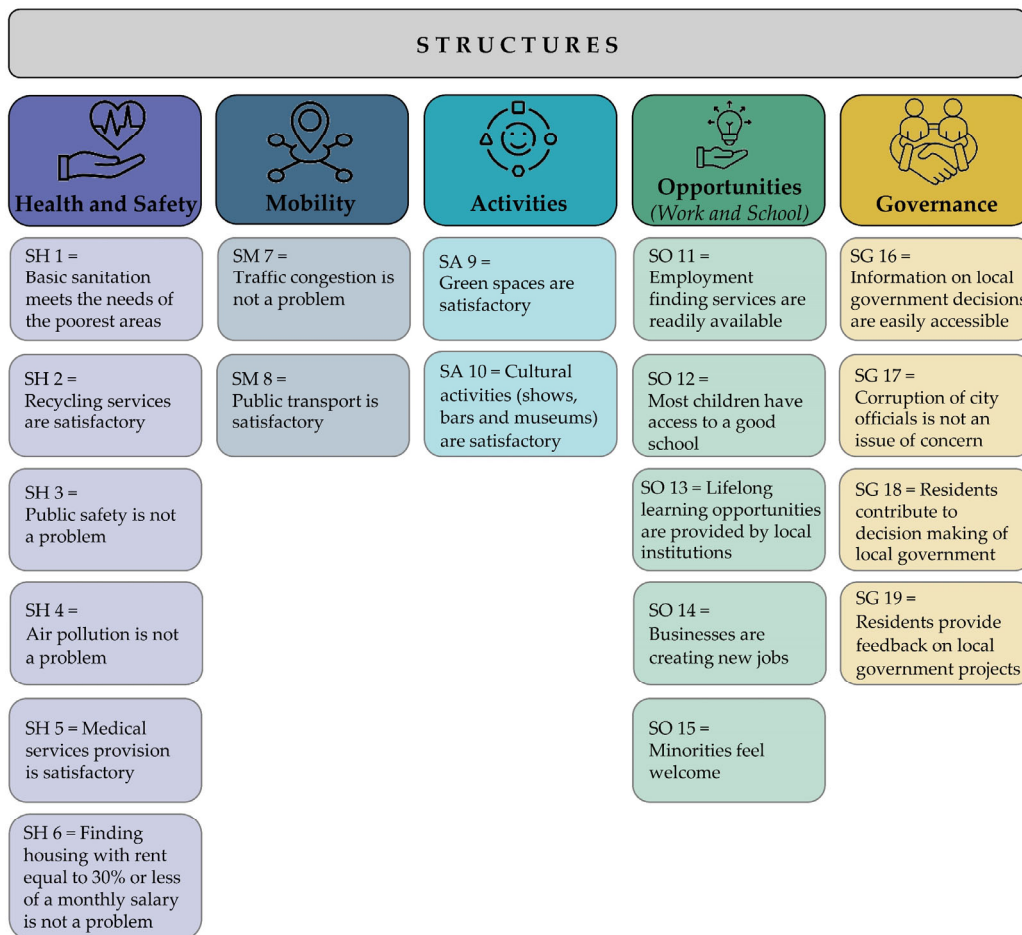 STRUCTURES
Health and Safety
SH 1 =
Basic sanitation
meets the needs of
the poorest areas
SH 2 =
Recycling services
are satisfactory
SH 3 =
Public safety is not
a problem
SH 4 =
Air pollution is not
a problem
SH 5 = Medical
services provision
is satisfactory
SH 6 = Finding
housing with rent
equal to 30% or less
of a monthly salary
is not a problem
Mobility
SM 7 =
Traffic congestion is
not a problem
SM 8 =
Public transport is
satisfactory
Activities
SA 9 =
Green spaces are
satisfactory
SA 10 = Cultural
activities (shows,
bars and museums)
are satisfactory
Opportunities
(Work and School)
SO 11 =
Employment
finding services are
readily available
SO 12 =
Most children have
access to a good
school
SO 13 = Lifelong
learning opportunities
are provided by local
institutions
SO 14 =
Businesses are
creating new jobs
SO 15 =
Minorities feel
welcome
Governance
SG 16 =
Information on local
government decisions
are easily accessible
SG 17 =
Corruption of city
officials is not an
issue of concern
SG 18 = Residents
contribute to
decision making of
local government
SG 19 =
Residents provide
feedback on local
government projects